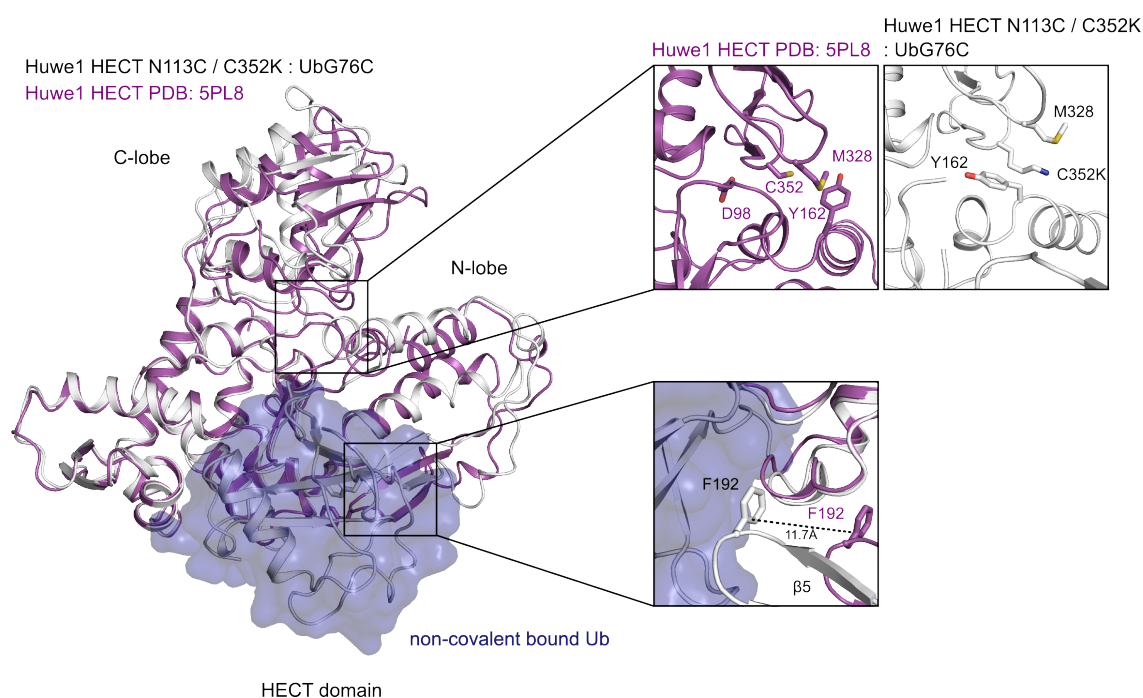 Huwe1 HECT N113C / C352K : UbG76C
Huwe1 HECT PDB: 5PL8
C-lobe
N-lobe
non-covalent bound Ub
HECT domain
Huwe1 HECT PDB: 5PL8
Huwe1 HECT N113C / C352K
: UbG76C
M328
C352
D98
Y162
M328
Y162
C352K
F192
F192
11.7Å
β5